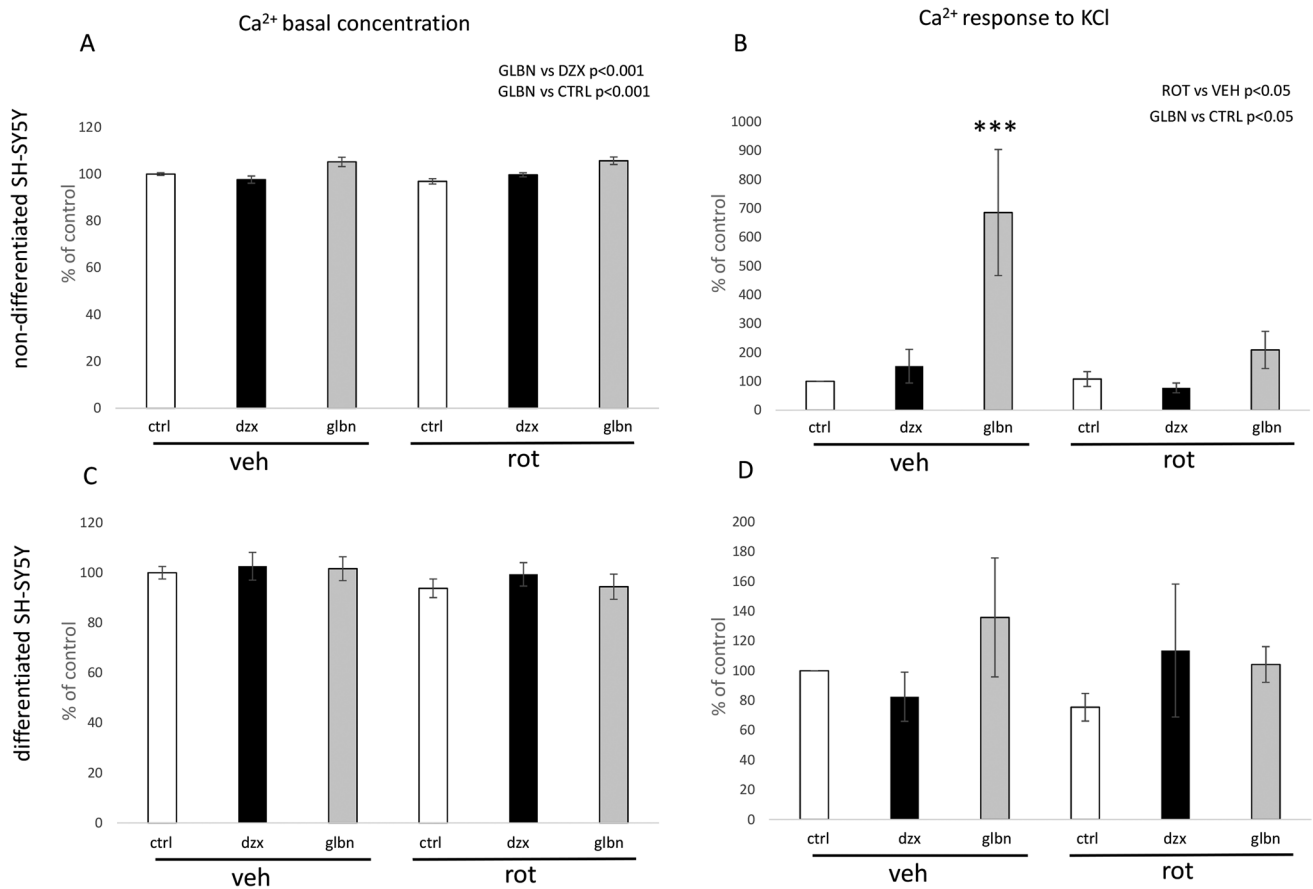 Ca²⁺ basal concentration
Ca²⁺ response to KCl
non-differentiated SH-SY5Y
A
GLBN vs DZX p<0.001
GLBN vs CTRL p<0.001
% of control
120
100
80
60
40
20
0
ctrl dzx glbn ctrl dzx glbn
veh rot
B
ROT vs VEH p<0.05
GLBN vs CTRL p<0.05
***
% of control
1000
900
800
700
600
500
400
300
200
100
0
ctrl dzx glbn ctrl dzx glbn
veh rot
differentiated SH-SY5Y
C
% of control
120
100
80
60
40
20
0
ctrl dzx glbn ctrl dzx glbn
veh rot
D
% of control
200
180
160
140
120
100
80
60
40
20
0
ctrl dzx glbn ctrl dzx glbn
veh rot